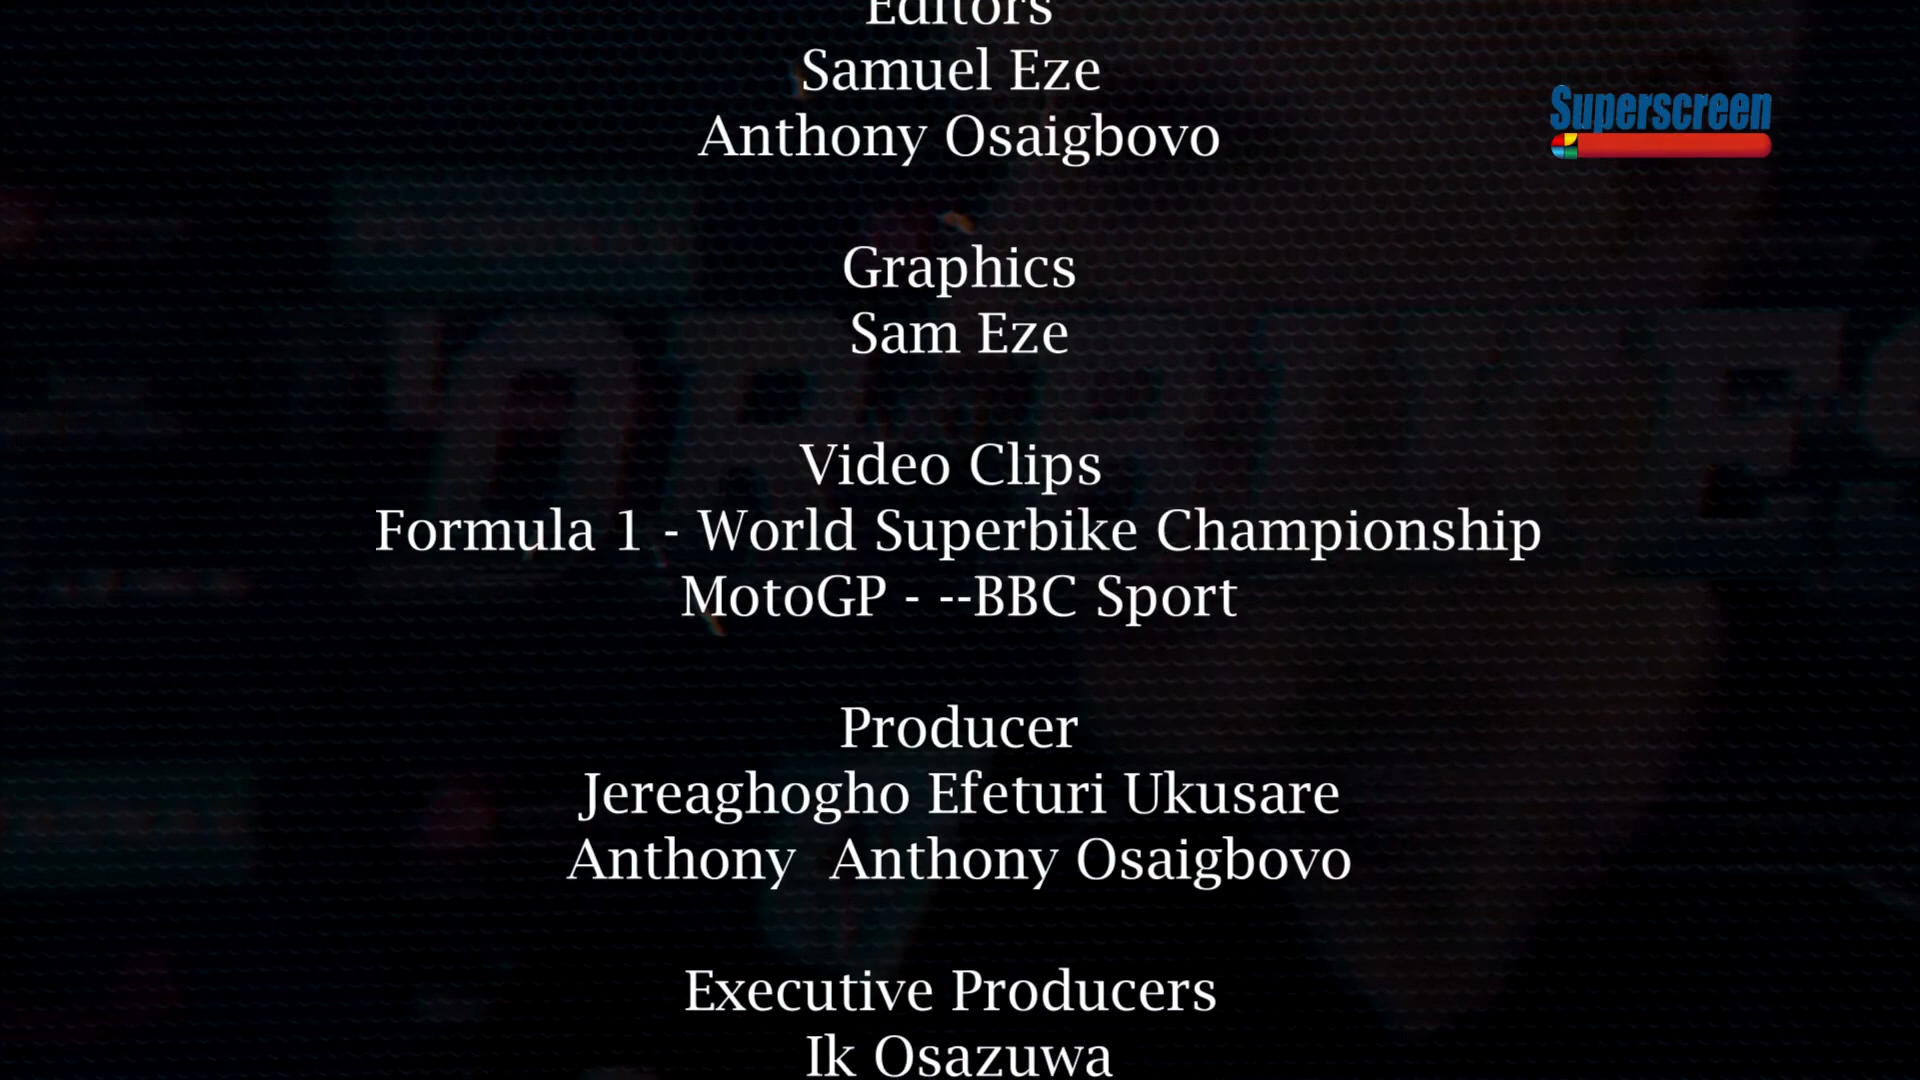 Editors
Samuel Eze
Anthony Osaigbovo
Superscreen
Graphics
Sam Eze
Video Clips
Formula 1 - World Superbike Championship
MotoGP - --BBC Sport
Producer
Jereaghogho Efeturi Ukusare
Anthony  Anthony Osaigbovo
Executive Producers
Ik Osazuwa